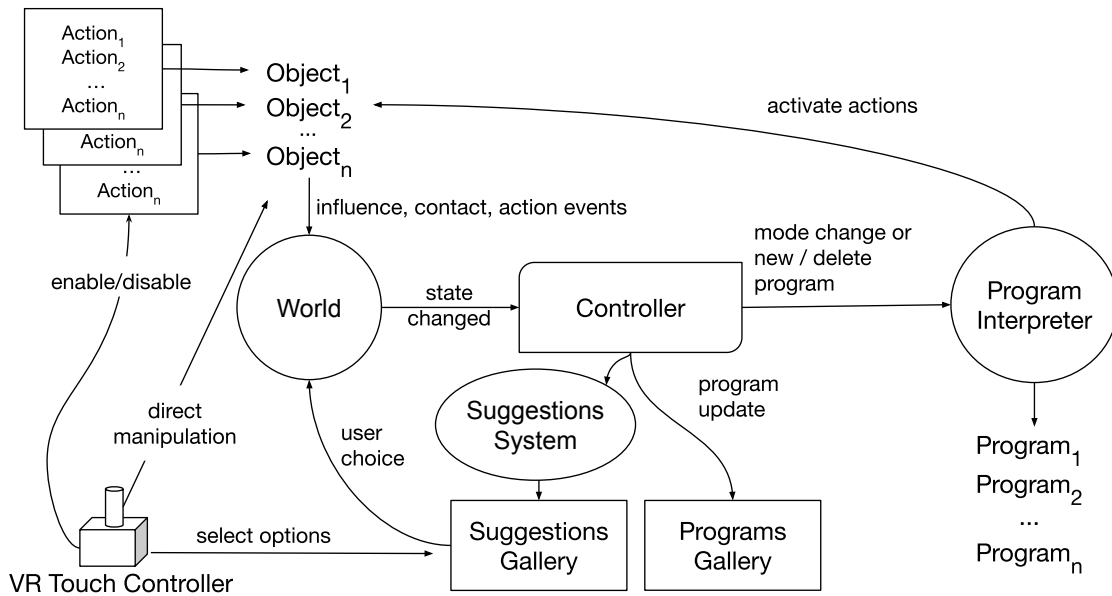 Action₁
Action₂
...
Actionₙ
Actionₙ
...
Actionₙ
Object₁
Object₂
...
Objectₙ
activate actions
influence, contact, action events
enable/disable
World
state
changed
Controller
mode change or
new / delete
program
Program
Interpreter
direct
manipulation
user
choice
Suggestions
System
program
update
Program₁
Program₂
...
Programₙ
select options
Suggestions
Gallery
Programs
Gallery
VR Touch Controller